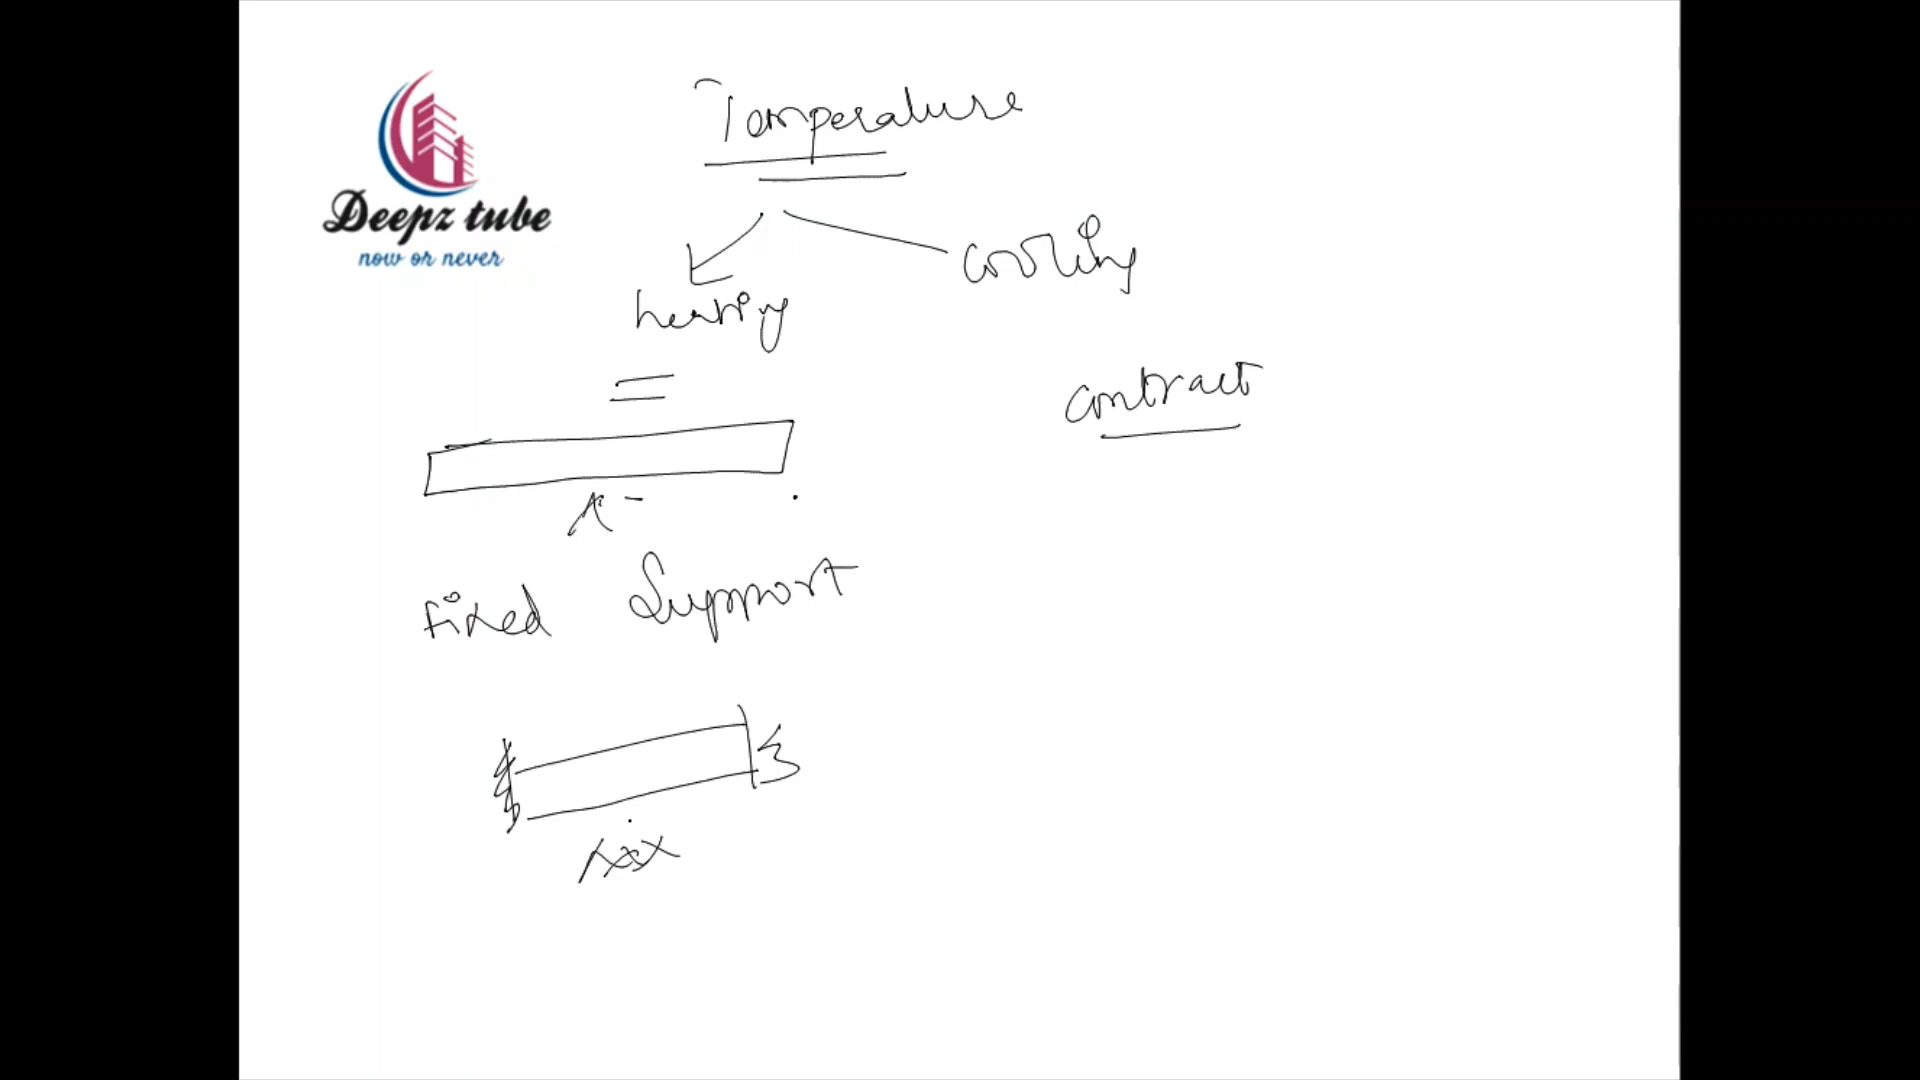 Temperature
Deepz tube
now or never
heating
cooling
contract
fixed support